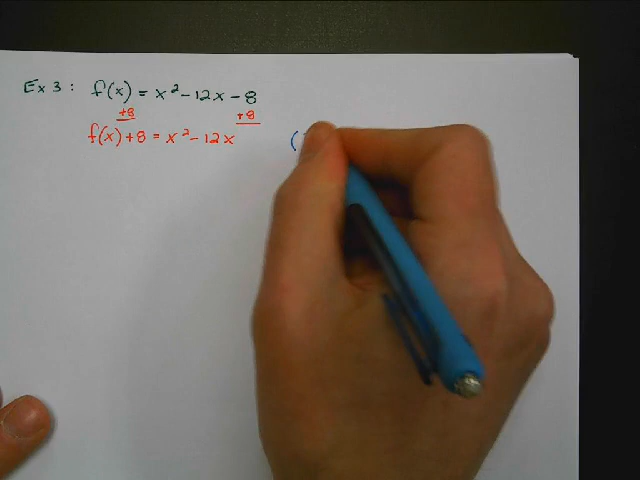 Ex 3: f(x) = x² - 12x - 8
+8 +8
f(x) + 8 = x² - 12x (